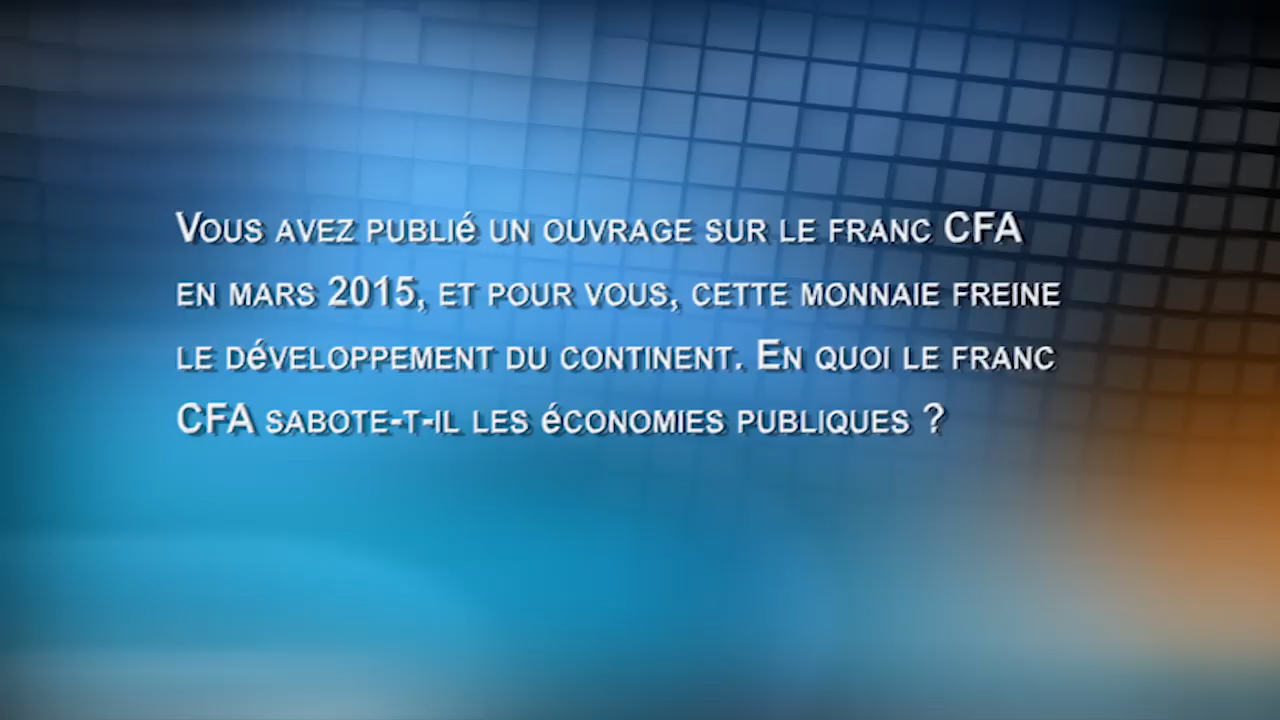 Vous avez publié un ouvrage sur le franc CFA
en mars 2015, et pour vous, cette monnaie freine
le développement du continent. En quoi le franc
CFA sabote-t-il les économies publiques ?